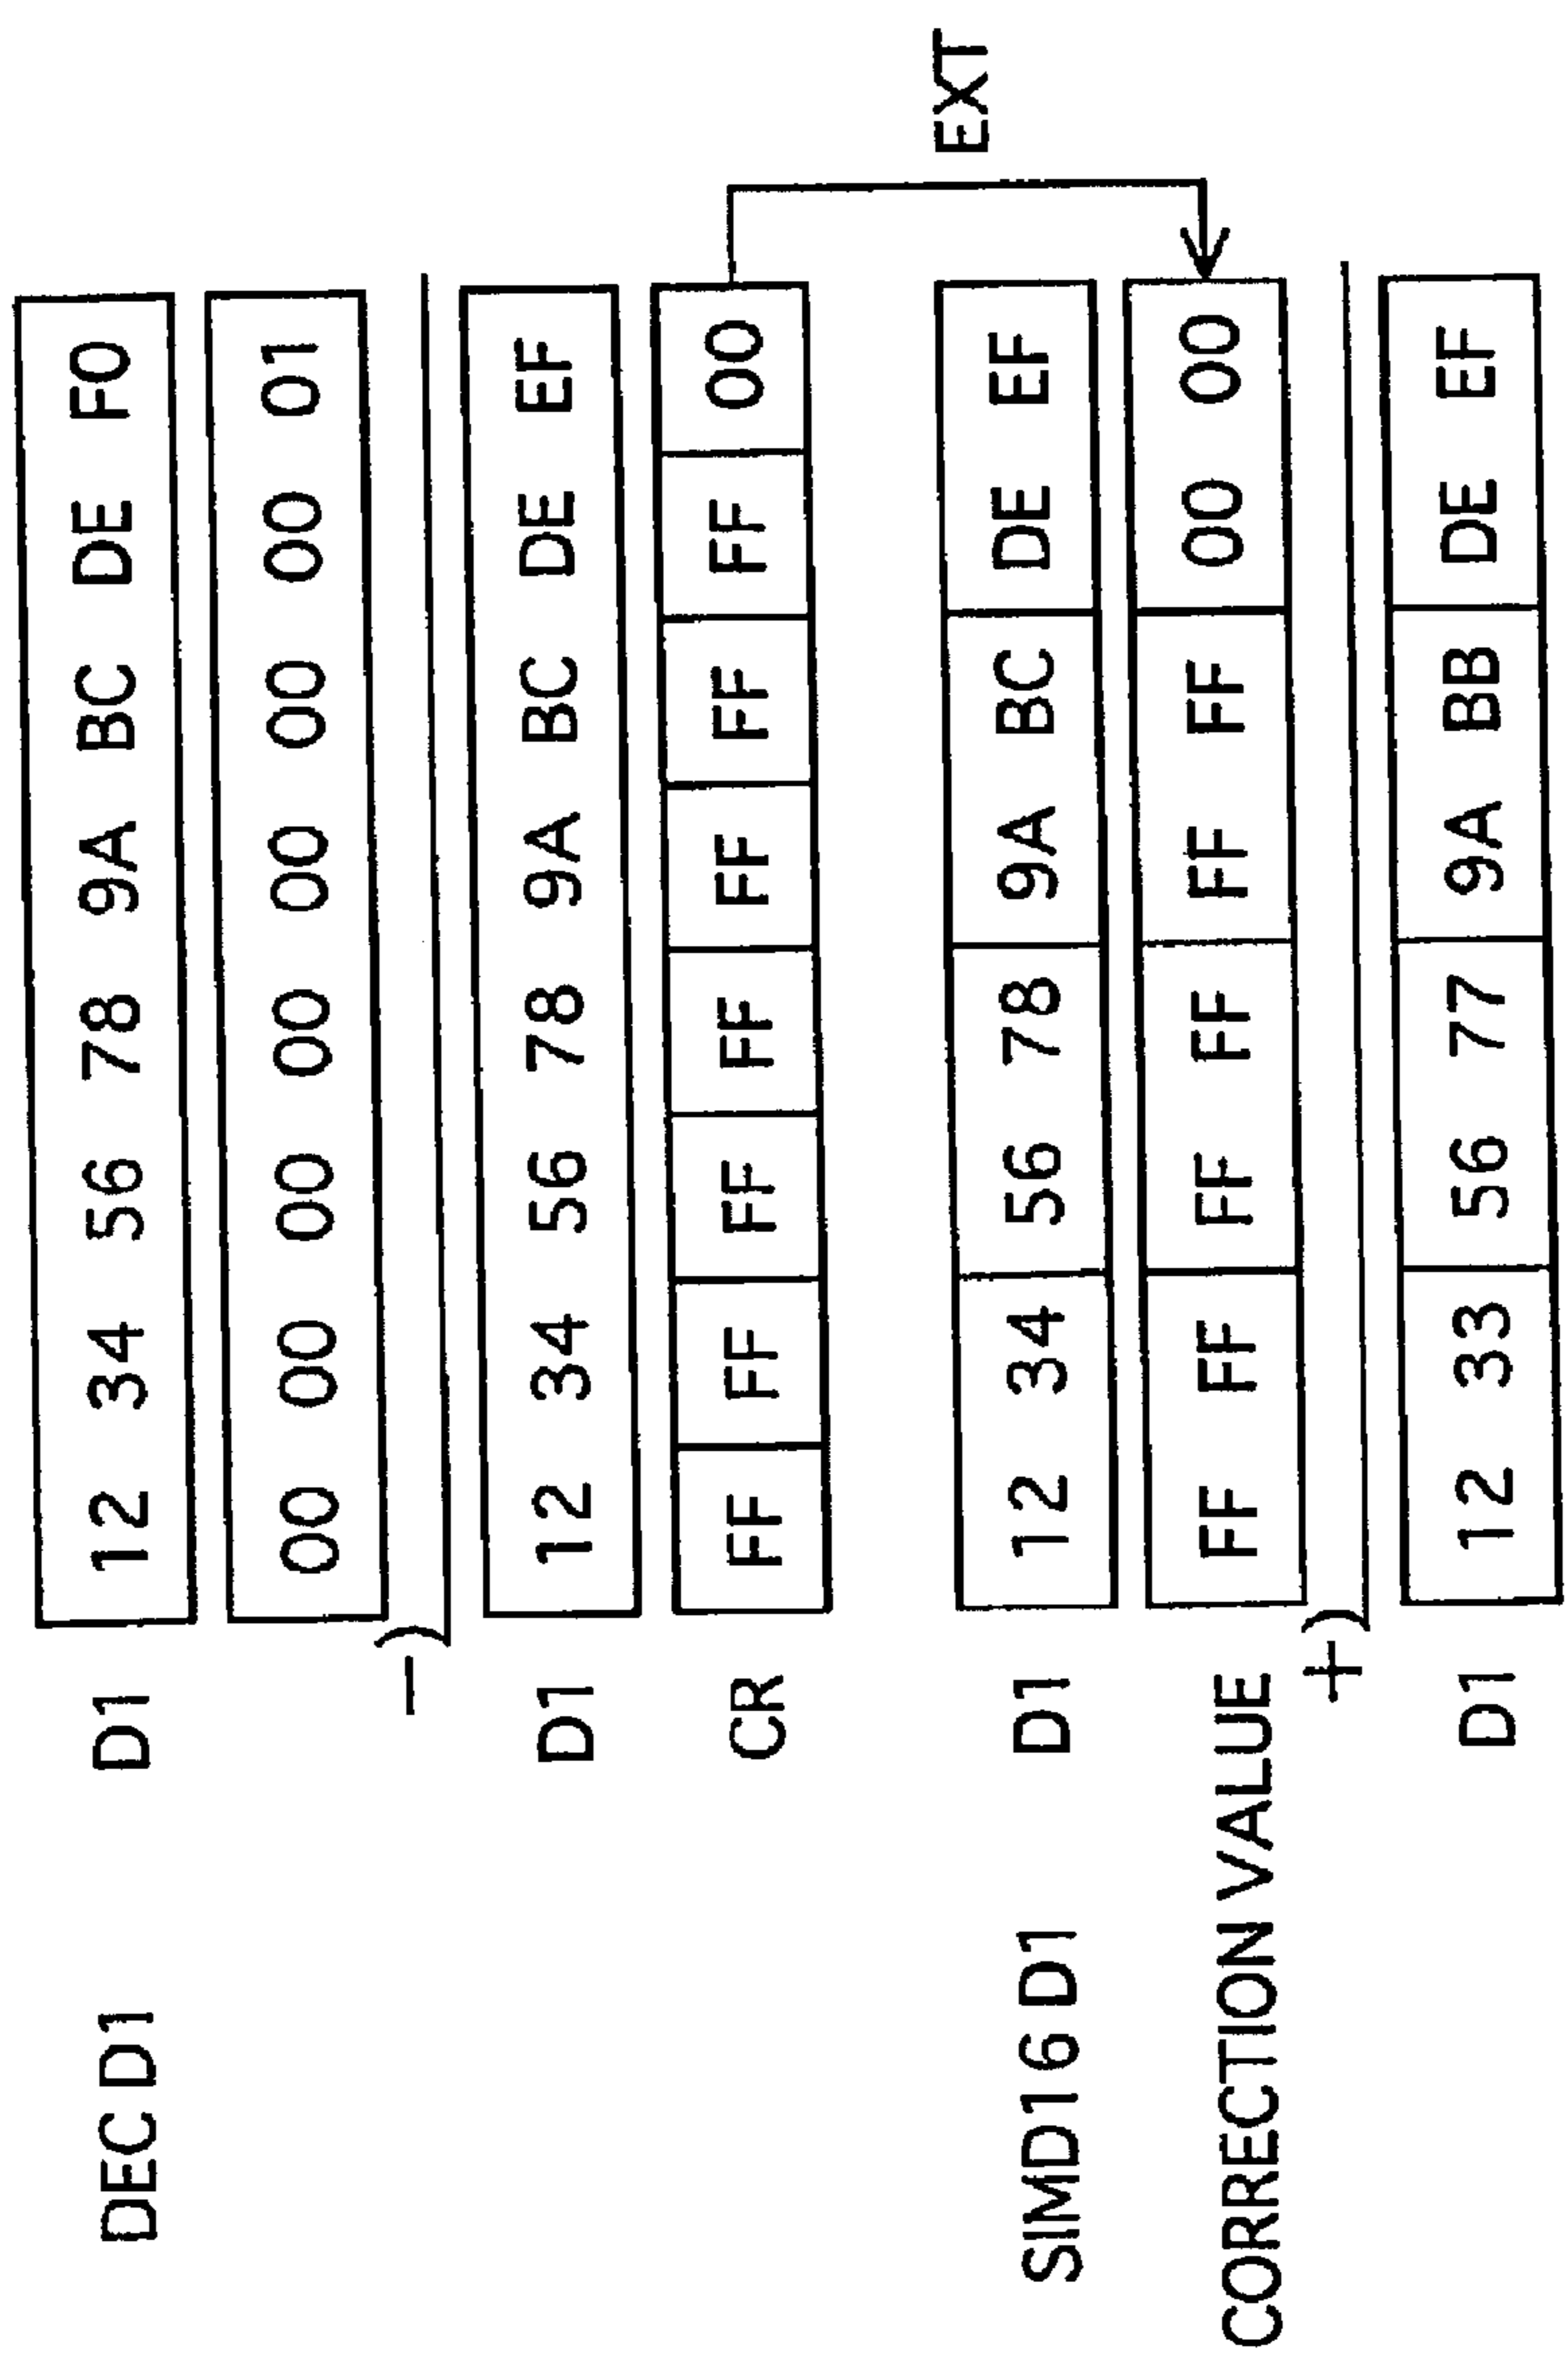 DEC D1 D1 12 34 56 78 9A BC DE F0
00 00 00 00 00 00 00 01
−)
D1 12 34 56 78 9A BC DE EF
CR FF FF FF FF FF FF FF 00
EXT
SIMD16 D1 D1 12 34 56 78 9A BC DE EF
CORRECTION VALUE FF FF FF FF FF FF 00 00
+)
D1 12 33 56 77 9A BB DE EF